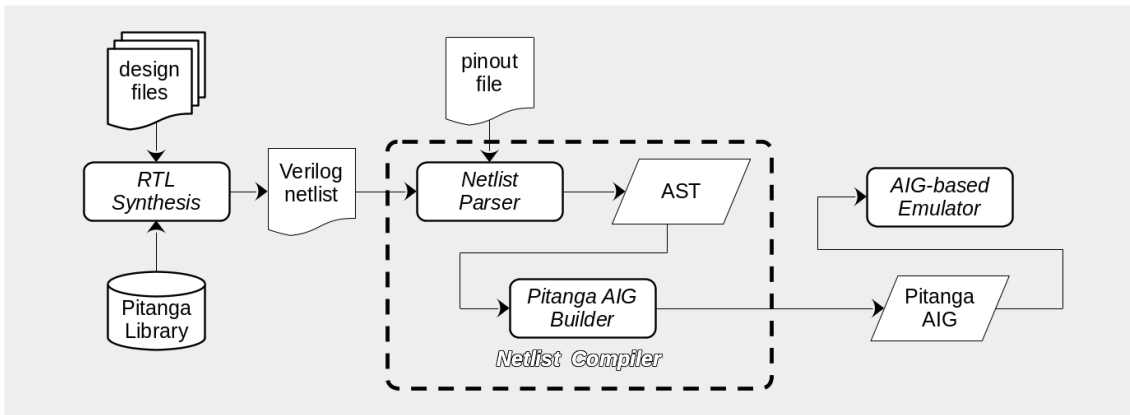 design
files
pinout
file
RTL
Synthesis
Verilog
netlist
Netlist
Parser
AST
AIG-based
Emulator
Pitanga
Library
Pitanga AIG
Builder
Pitanga
AIG
Netlist Compiler